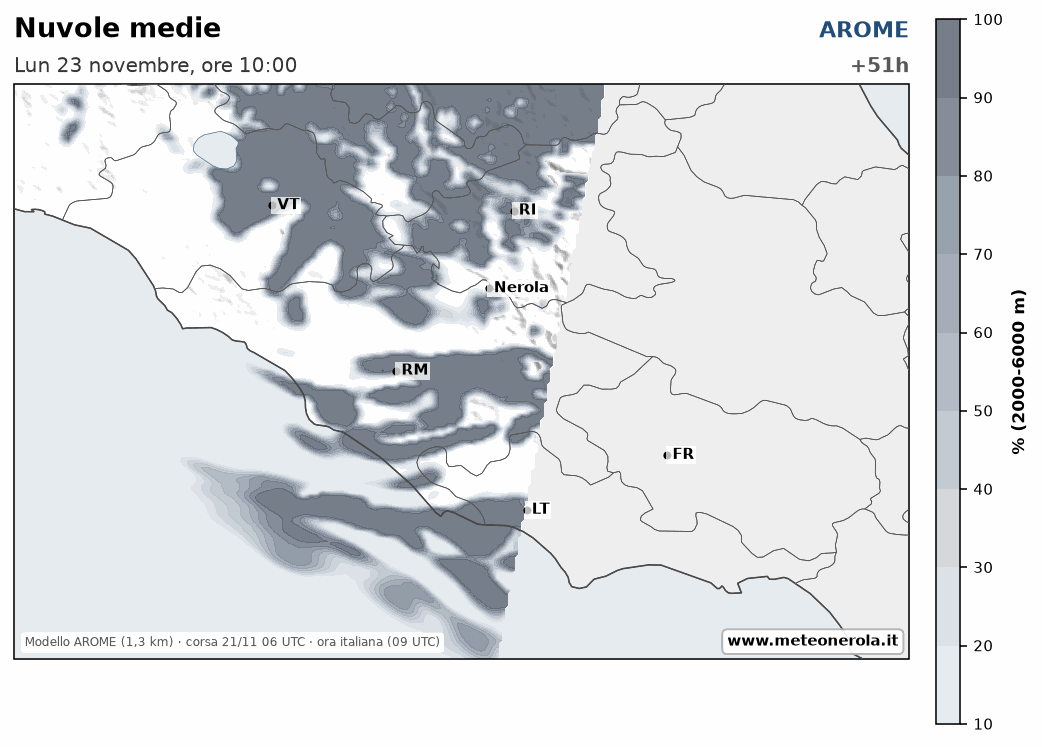 Nuvole medie
AROME
Lun 23 novembre, ore 10:00
+51h
100
90
80
70
60
50
40
30
20
10
% (2000-6000 m)
VT
RI
Nerola
RM
FR
LT
Modello AROME (1,3 km) · corsa 21/11 06 UTC · ora italiana (09 UTC)
www.meteonerola.it